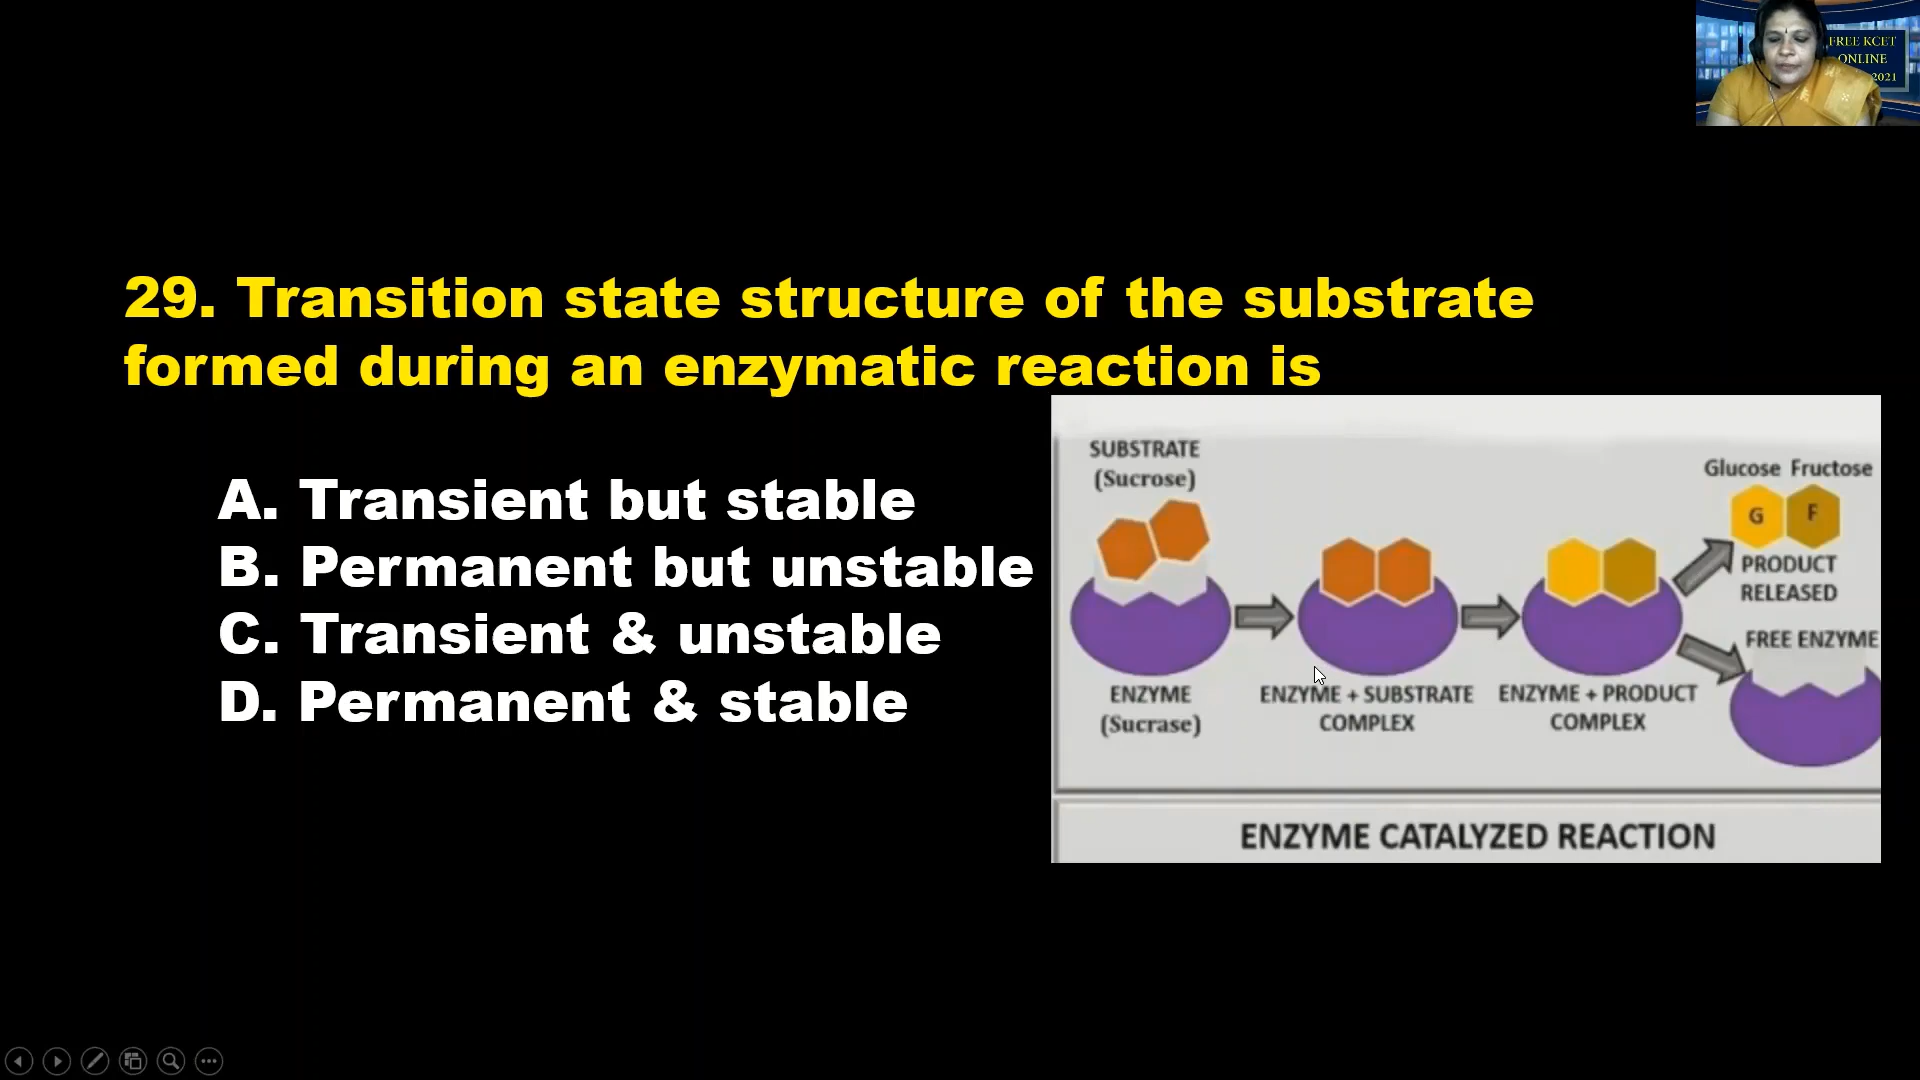 FREE KCET
ONLINE
2021
29. Transition state structure of the substrate
formed during an enzymatic reaction is
A. Transient but stable
B. Permanent but unstable
C. Transient & unstable
D. Permanent & stable
SUBSTRATE
(Sucrose)
Glucose Fructose
G F
PRODUCT
RELEASED
FREE ENZYME
ENZYME
(Sucrase)
ENZYME + SUBSTRATE
COMPLEX
ENZYME + PRODUCT
COMPLEX
ENZYME CATALYZED REACTION